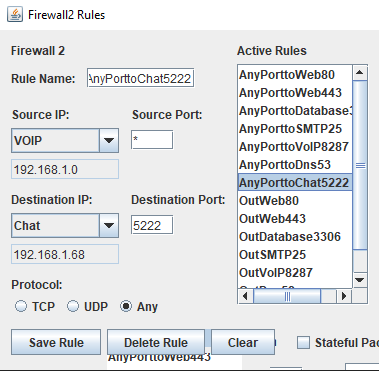 Firewall2 Rules
Firewall 2
Rule Name:
AnyPorttoChat5222
Source IP:
Source Port:
VOIP
*
192.168.1.0
Destination IP:
Destination Port:
Chat
5222
192.168.1.68
Protocol:
TCP
UDP
Any
Active Rules
AnyPorttoWeb80
AnyPorttoWeb443
AnyPorttoDatabase3
AnyPorttoSMTP25
AnyPorttoVoIP8287
AnyPorttoDns53
AnyPorttoChat5222
OutWeb80
OutWeb443
OutDatabase3306
OutSMTP25
OutVoIP8287
Save Rule
Delete Rule
Clear
Stateful Pac
AnyPorttoWeb443